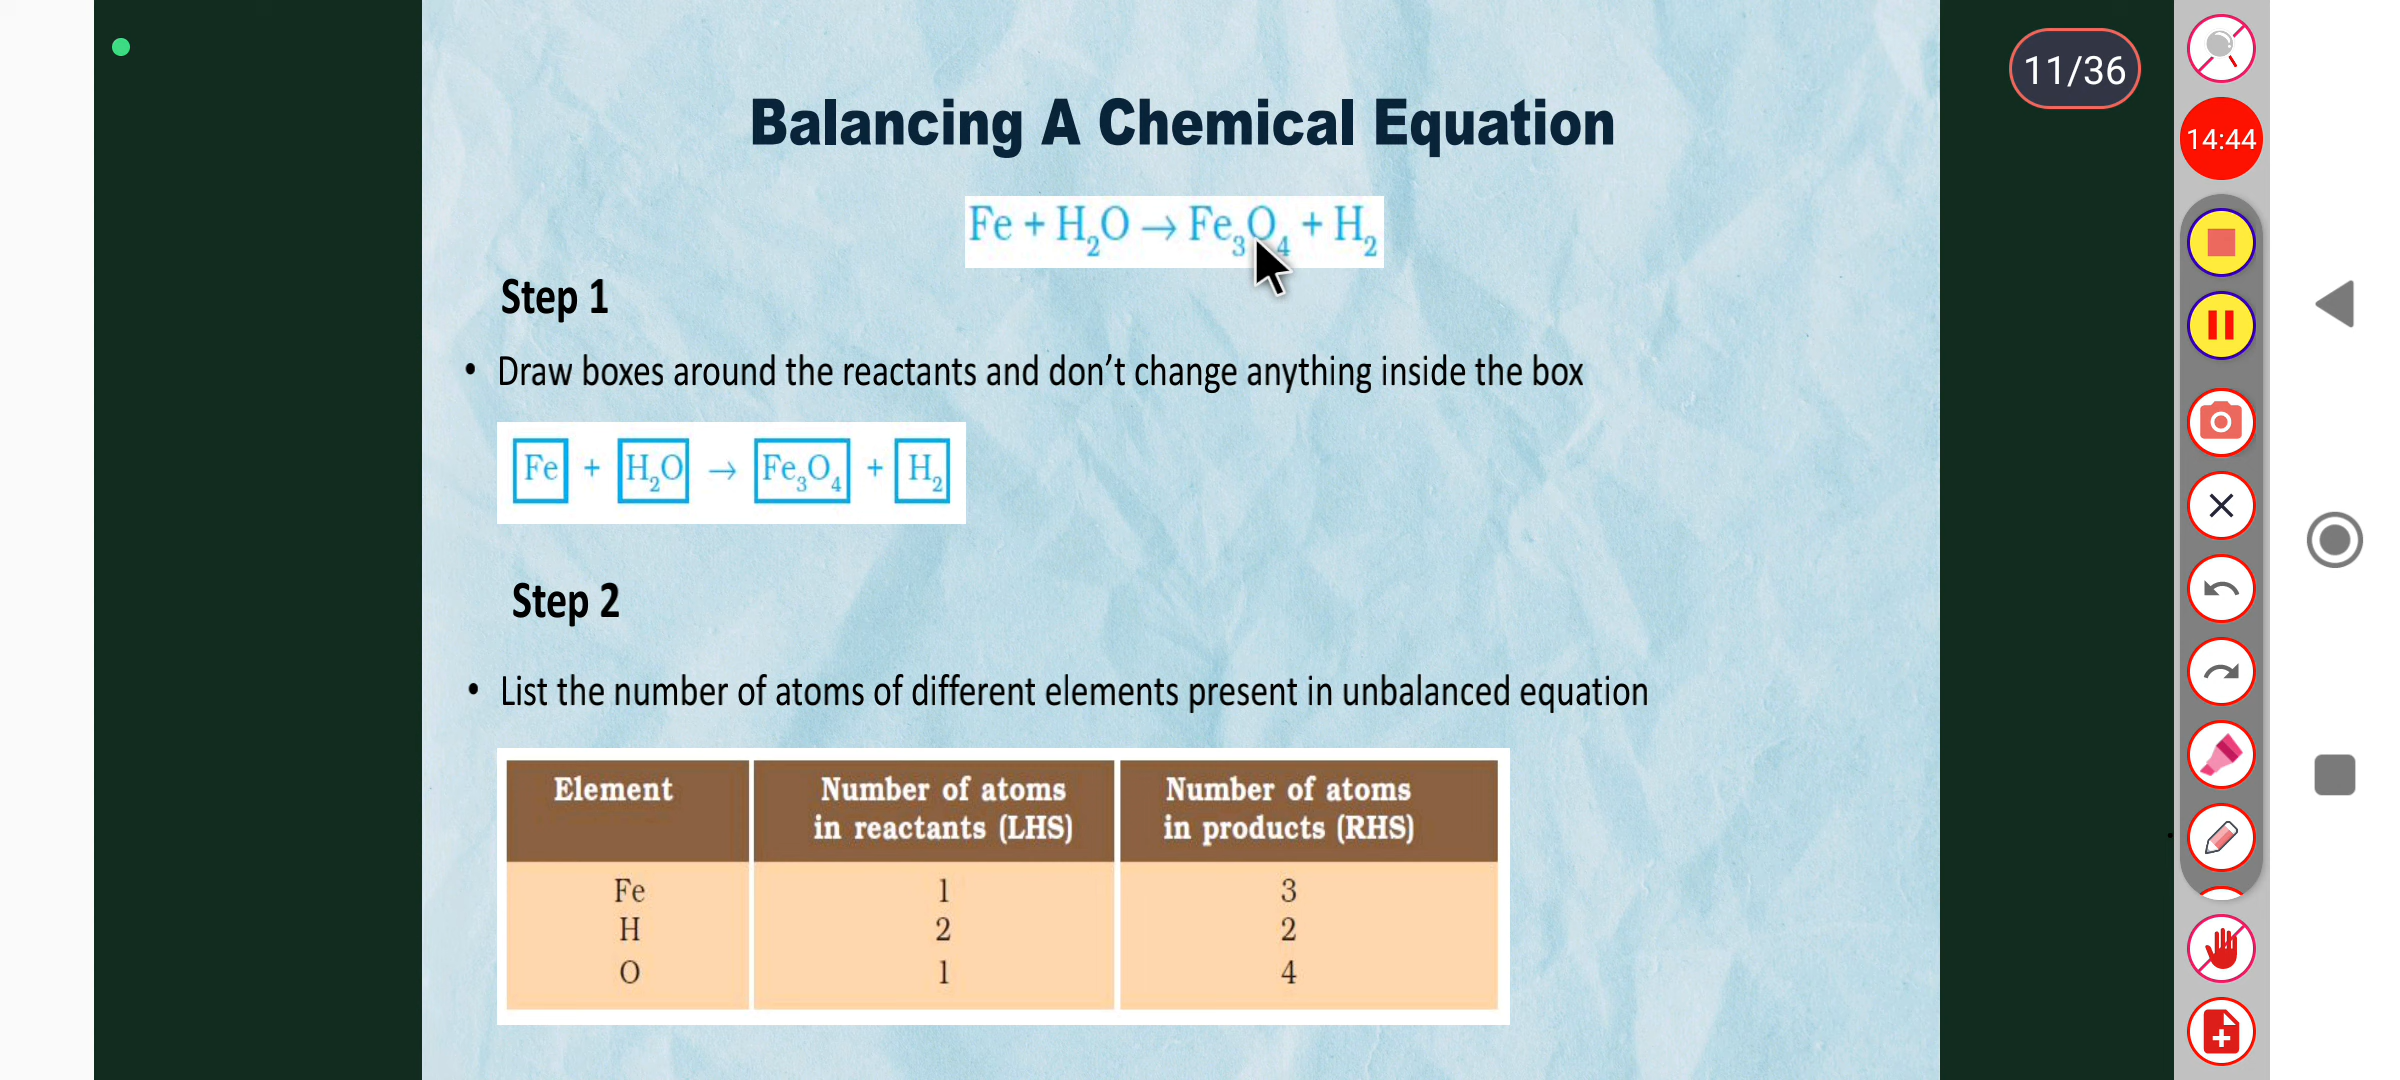 11/36
14:44
Balancing A Chemical Equation
Fe + H₂O → Fe₃O₄ + H₂
Step 1
• Draw boxes around the reactants and don't change anything inside the box
Fe + H₂O → Fe₃O₄ + H₂
Step 2
• List the number of atoms of different elements present in unbalanced equation
Element Number of atoms in reactants (LHS) Number of atoms in products (RHS)
Fe 1 3
H 2 2
O 1 4